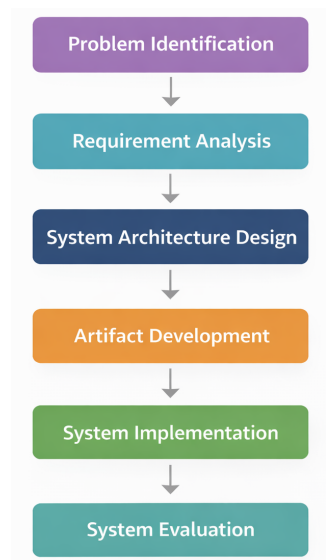 Problem Identification
Requirement Analysis
System Architecture Design
Artifact Development
System Implementation
System Evaluation